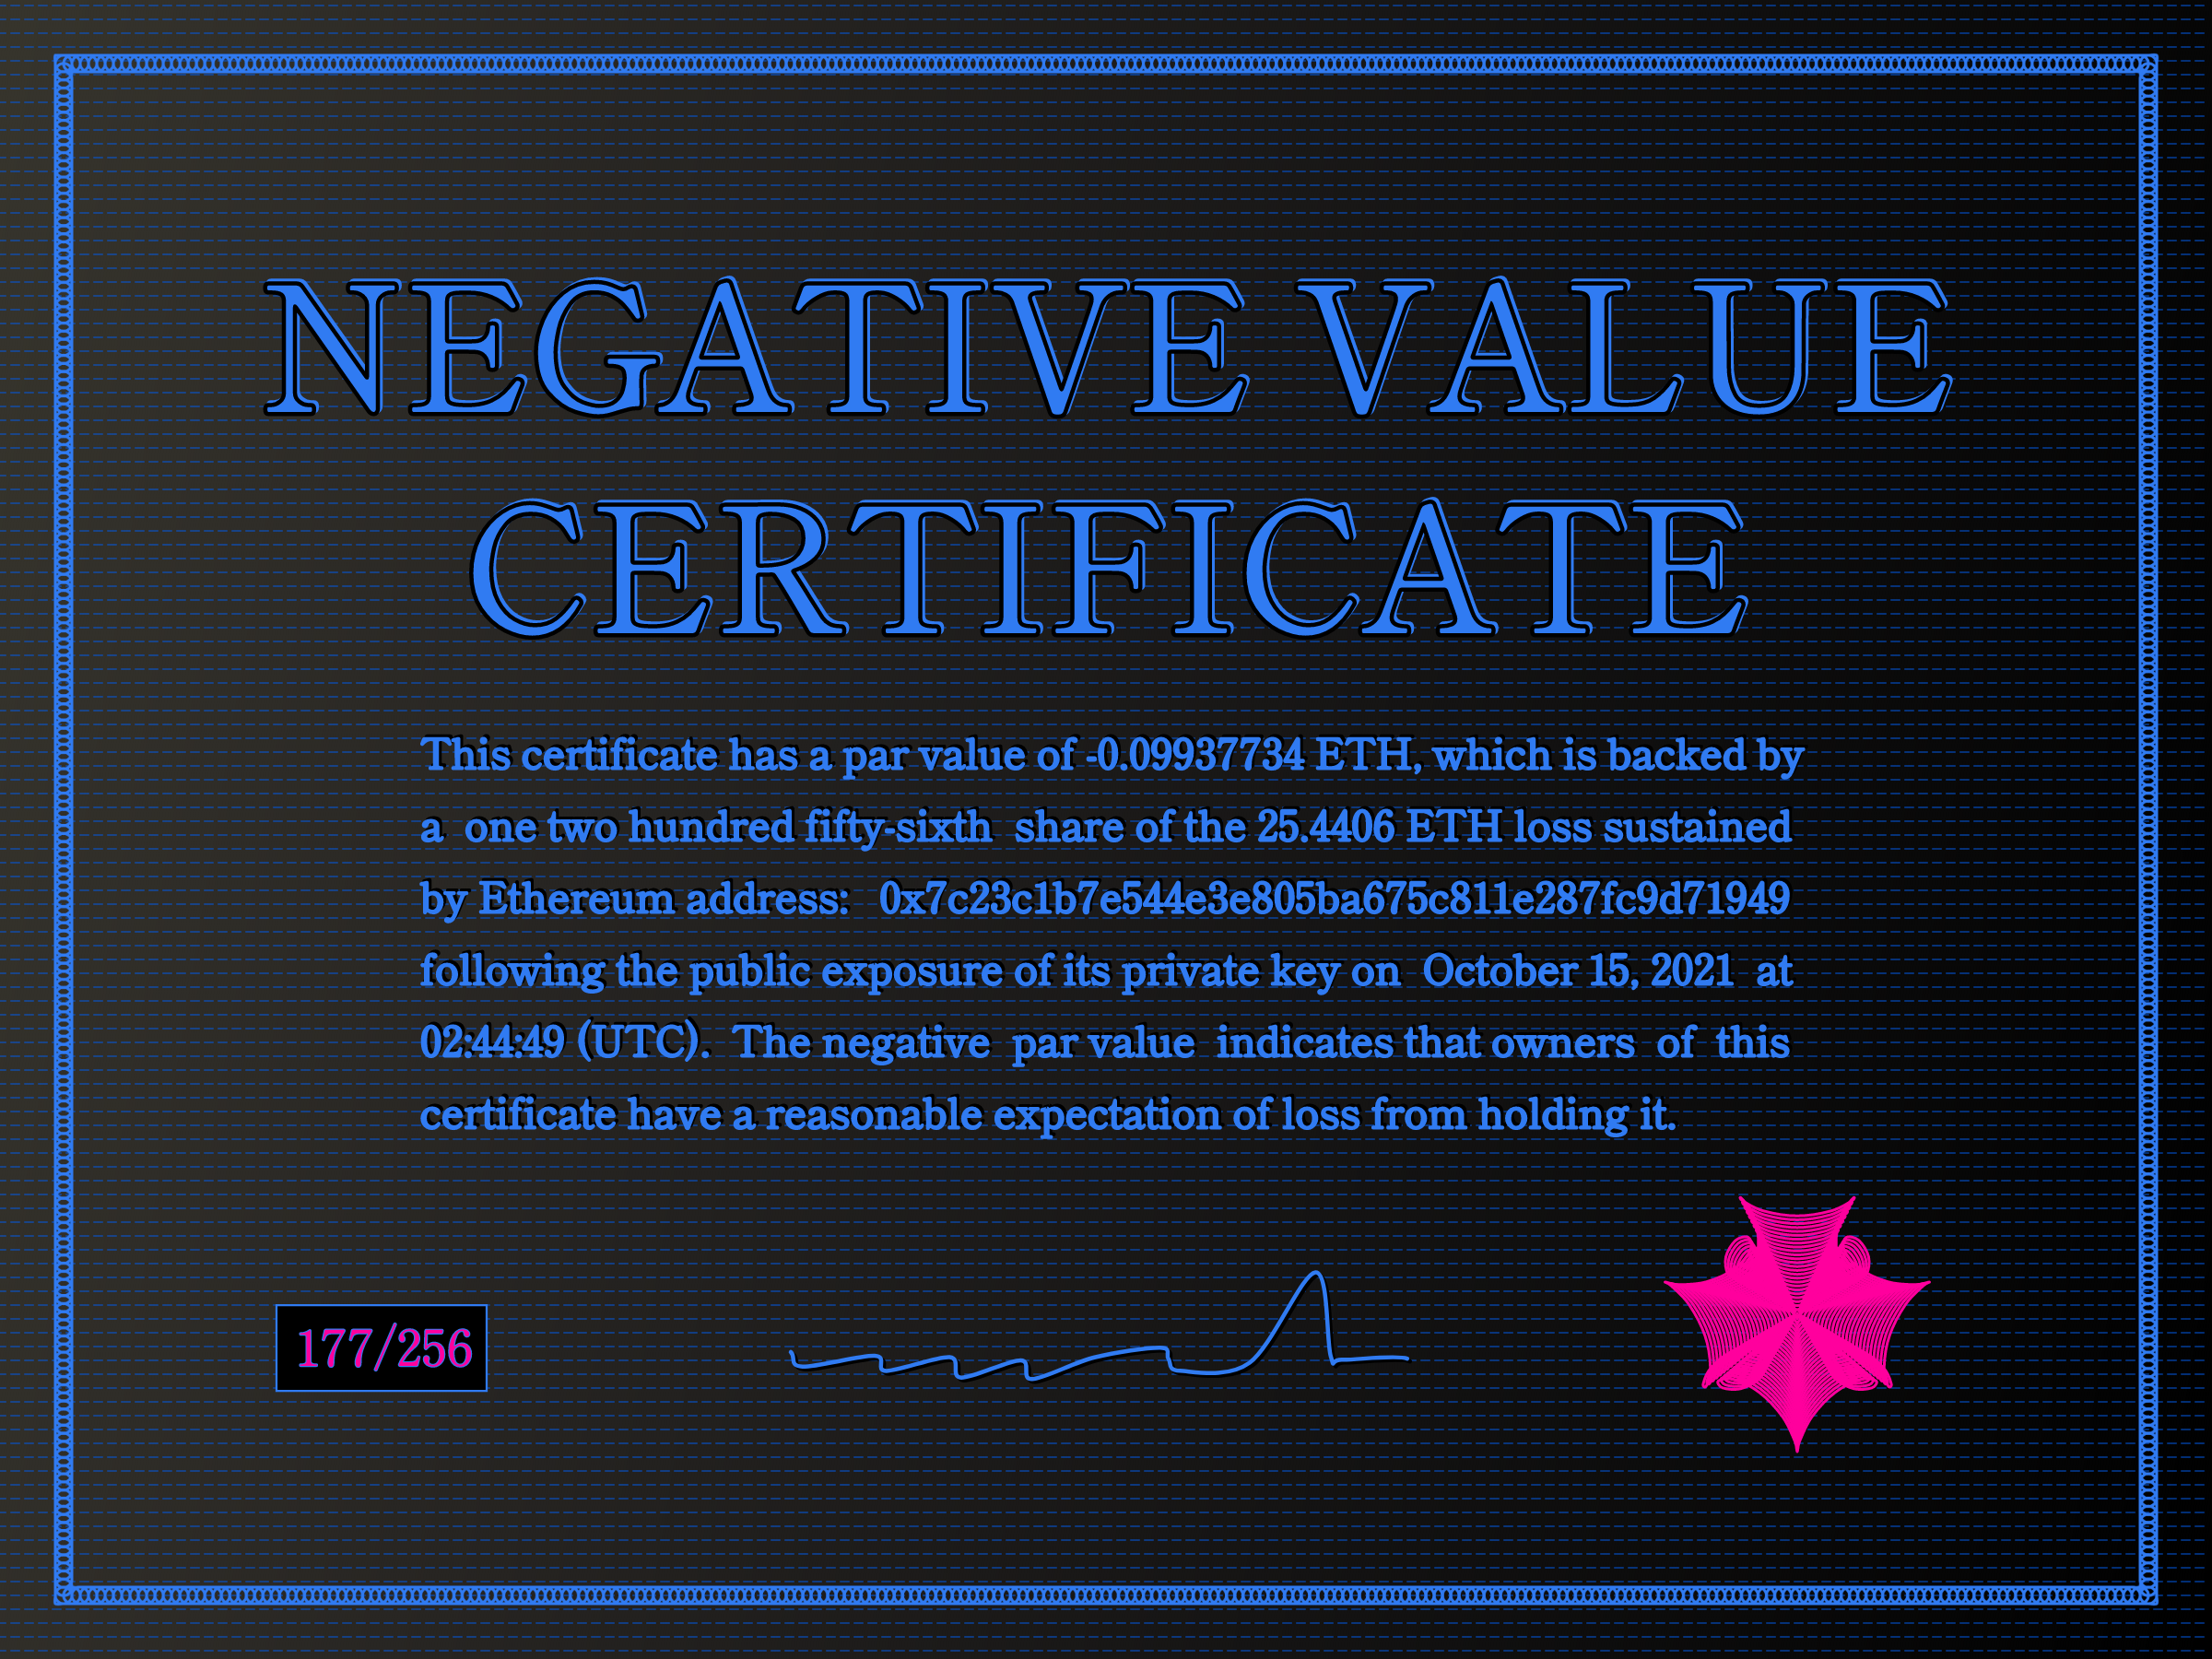 NEGATIVE VALUE
CERTIFICATE
This certificate has a par value of -0.09937734 ETH, which is backed by
a one two hundred fifty-sixth share of the 25.4406 ETH loss sustained
by Ethereum address: 0x7c23c1b7e544e3e805ba675c811e287fc9d71949
following the public exposure of its private key on October 15, 2021 at
02:44:49 (UTC). The negative par value indicates that owners of this
certificate have a reasonable expectation of loss from holding it.
177/256